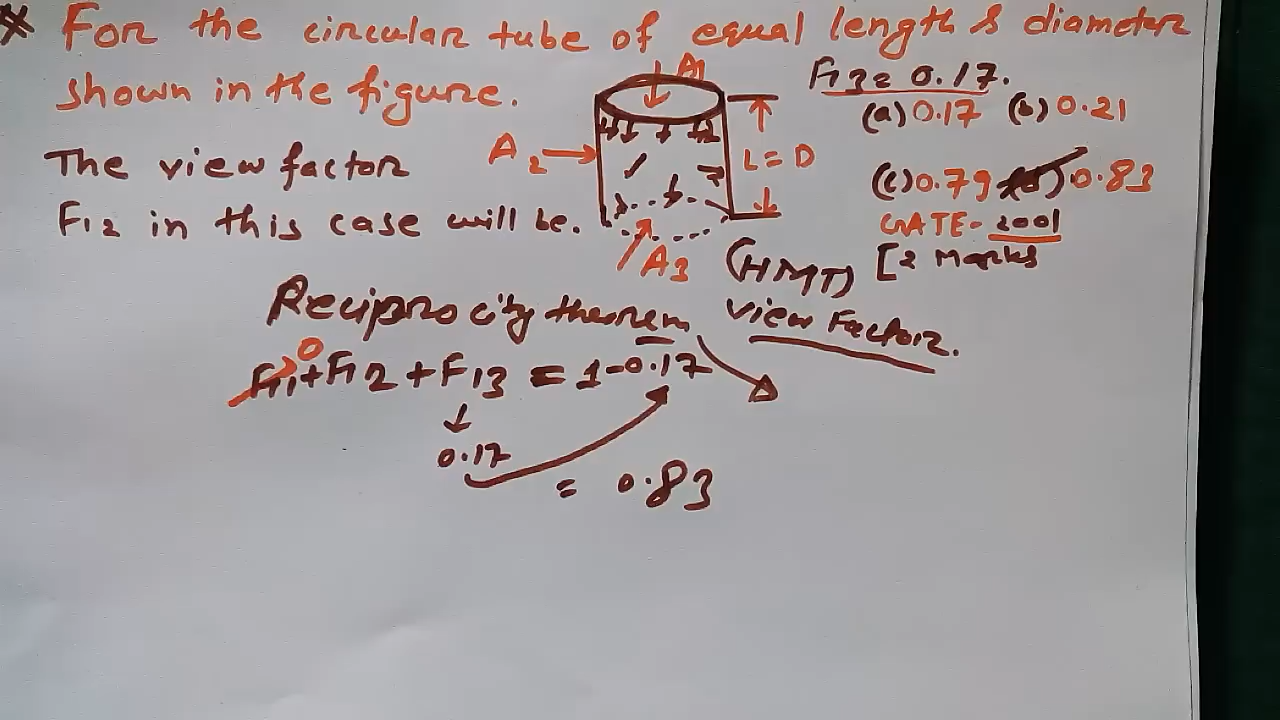 * For the circular tube of equal length & diameter
shown in the figure.
The view factor
F12 in this case will be.
A1
A2
L = D
A3
F13 = 0.17.
(a) 0.17 (b) 0.21
(c) 0.79 (d) 0.83
GATE-2001
[2 Marks
(HMT)
View Factor.
Reciprocity theorem
F11 0 + F12 + F13 = 1-0.17
0.17
= 0.83